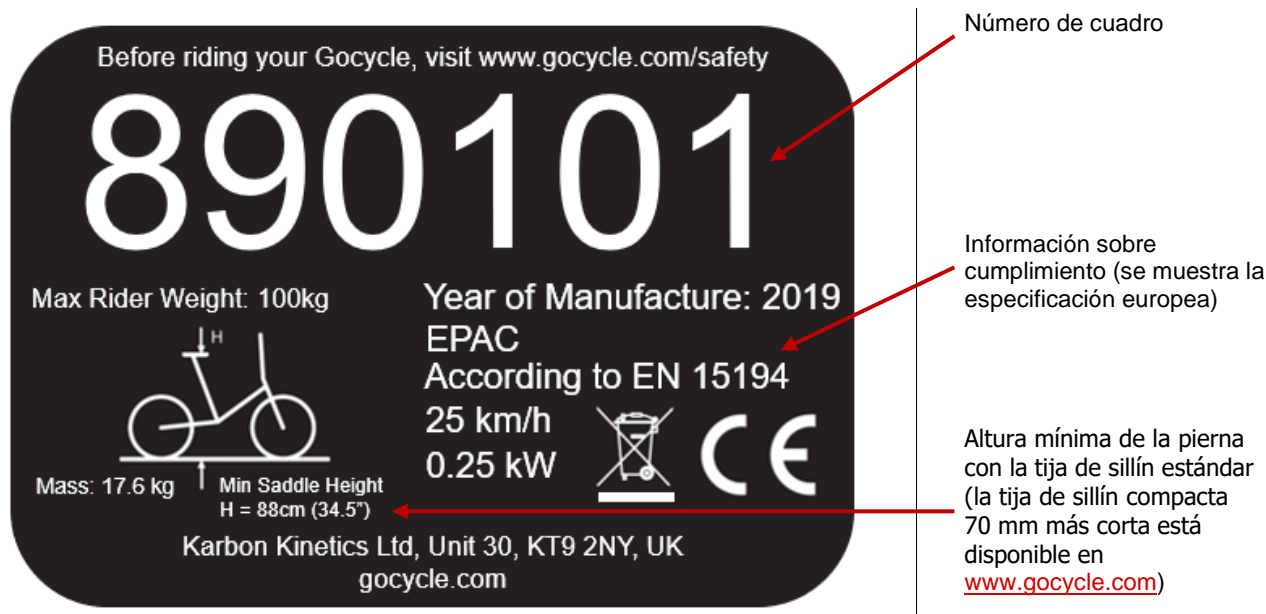 Before riding your Gocycle, visit www.gocycle.com/safety
890101
Max Rider Weight: 100kg
H
Mass: 17.6 kg
Min Saddle Height
H = 88cm (34.5")
Year of Manufacture: 2019
EPAC
According to EN 15194
25 km/h
0.25 kW
CE
Karbon Kinetics Ltd, Unit 30, KT9 2NY, UK
gocycle.com
Número de cuadro
Información sobre
cumplimiento (se muestra la
especificación europea)
Altura mínima de la pierna
con la tija de sillín estándar
(la tija de sillín compacta
70 mm más corta está
disponible en
www.gocycle.com)